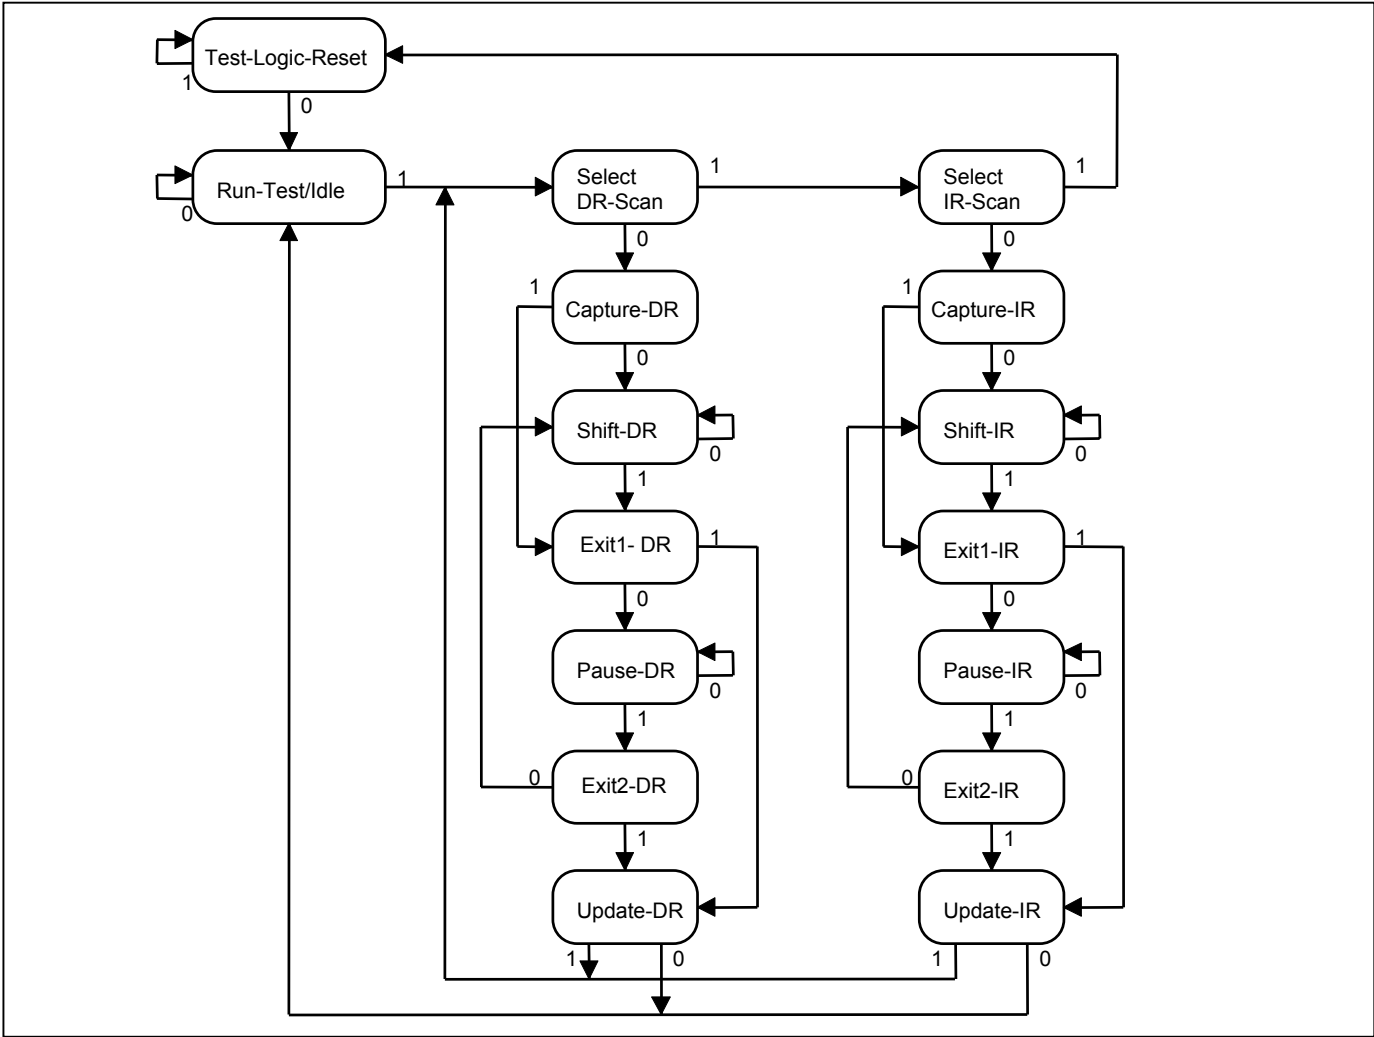 Test-Logic-Reset
1
0
Run-Test/Idle
0
1
Select
DR-Scan
1
Select
IR-Scan
1
0
0
1
Capture-DR
1
Capture-IR
0
0
Shift-DR
0
Shift-IR
0
1
1
Exit1- DR
1
Exit1-IR
1
0
0
Pause-DR
0
Pause-IR
0
1
1
0
Exit2-DR
0
Exit2-IR
1
1
Update-DR
Update-IR
1
0
1
0